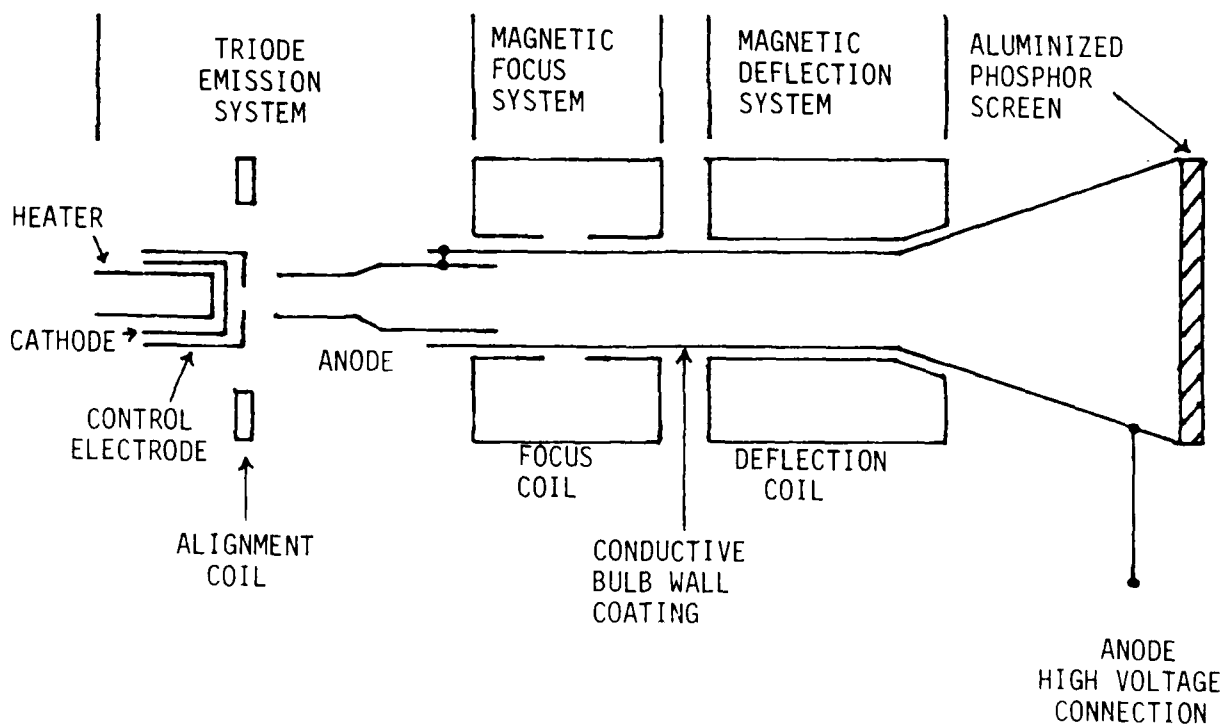 TRIODE
EMISSION
SYSTEM
MAGNETIC
FOCUS
SYSTEM
MAGNETIC
DEFLECTION
SYSTEM
ALUMINIZED
PHOSPHOR
SCREEN
HEATER
CATHODE
ANODE
CONTROL
ELECTRODE
FOCUS
COIL
DEFLECTION
COIL
ALIGNMENT
COIL
CONDUCTIVE
BULB WALL
COATING
ANODE
HIGH VOLTAGE
CONNECTION